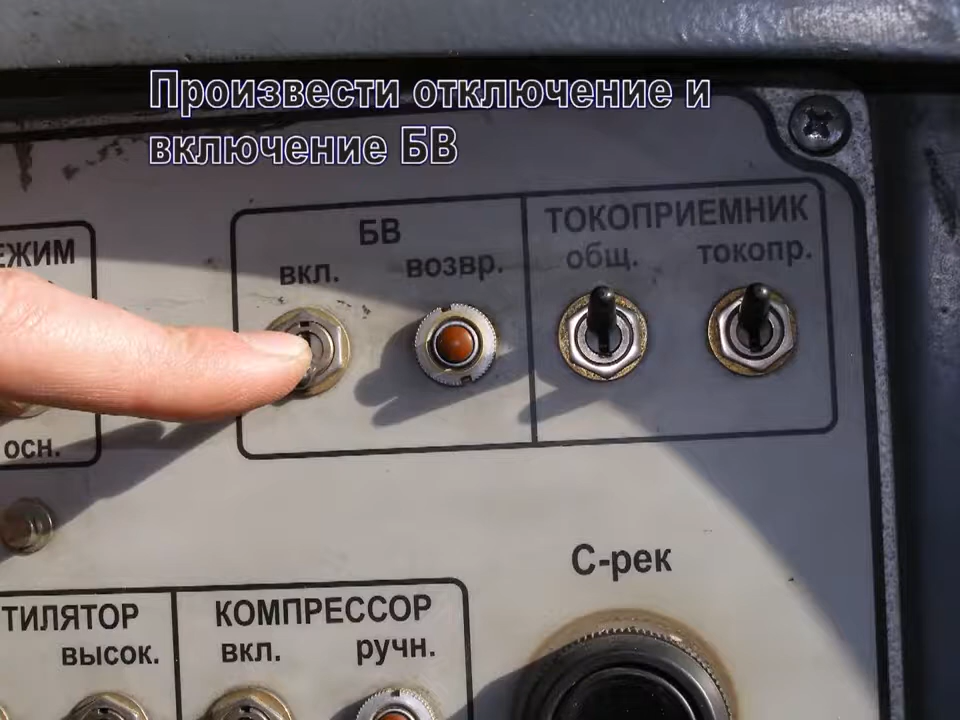 Произвести отключение и
включение БВ
БВ
вкл. возвр.
ТОКОПРИЕМНИК
общ. токопр.
ЕЖИМ
осн.
С-рек
ТИЛЯТОР
высок.
КОМПРЕССОР
вкл. ручн.